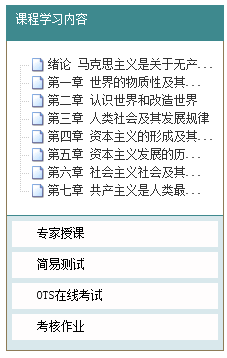 课程学习内容
绪论 马克思主义是关于无产...
第一章 世界的物质性及其...
第二章 认识世界和改造世界
第三章 人类社会及其发展规律
第四章 资本主义的形成及其...
第五章 资本主义发展的历...
第六章 社会主义社会及其...
第七章 共产主义是人类最...
专家授课
简易测试
OTS在线考试
考核作业